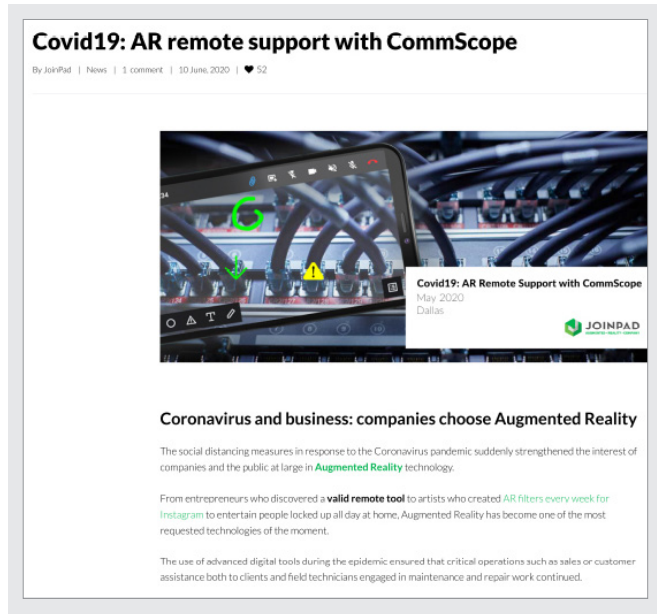 Covid19: AR remote support with CommScope
By JoinPad | News | 1 comment | 10 June, 2020 | 52
34
T
Covid19: AR Remote Support with CommScope
May 2020
Dallas
JOINPAD
Coronavirus and business: companies choose Augmented Reality
The social distancing measures in response to the Coronavirus pandemic suddenly strengthened the interest of
companies and the public at large in Augmented Reality technology.
From entrepreneurs who discovered a valid remote tool to artists who created AR filters every week for
Instagram to entertain people locked up all day at home, Augmented Reality has become one of the most
requested technologies of the moment.
The use of advanced digital tools during the epidemic ensured that critical operations such as sales or customer
assistance both to clients and field technicians engaged in maintenance and repair work continued.